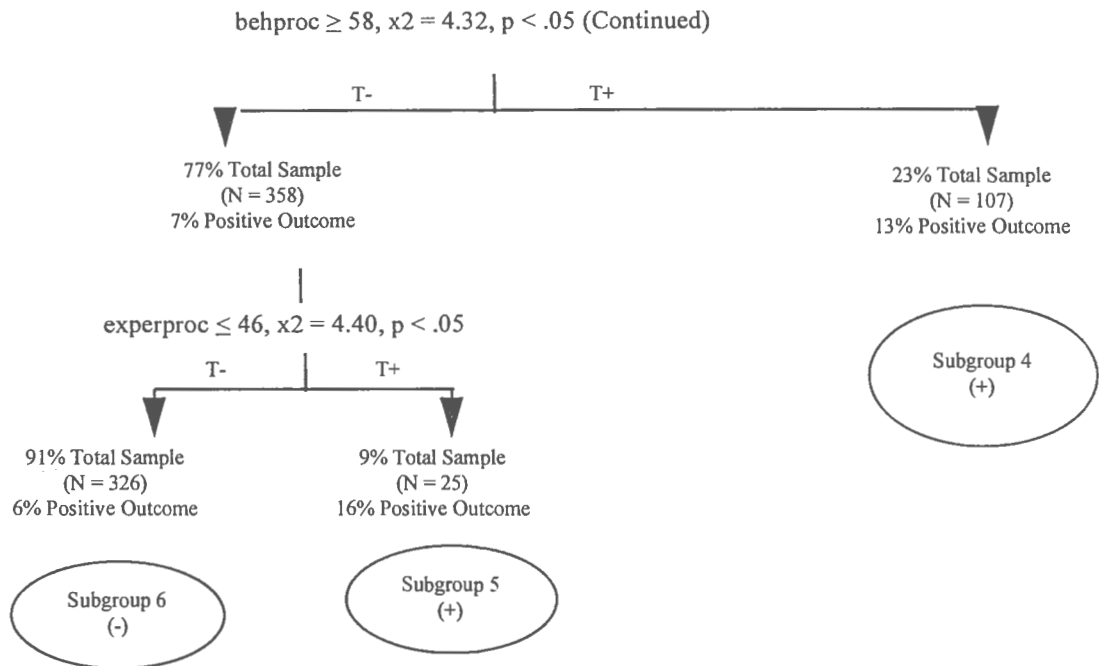 behproc ≥ 58, x2 = 4.32, p < .05 (Continued)
T-
T+
77% Total Sample
(N = 358)
7% Positive Outcome
23% Total Sample
(N = 107)
13% Positive Outcome
experproc ≤ 46, x2 = 4.40, p < .05
T-
T+
Subgroup 4
(+)
91% Total Sample
(N = 326)
6% Positive Outcome
9% Total Sample
(N = 25)
16% Positive Outcome
Subgroup 6
(-)
Subgroup 5
(+)